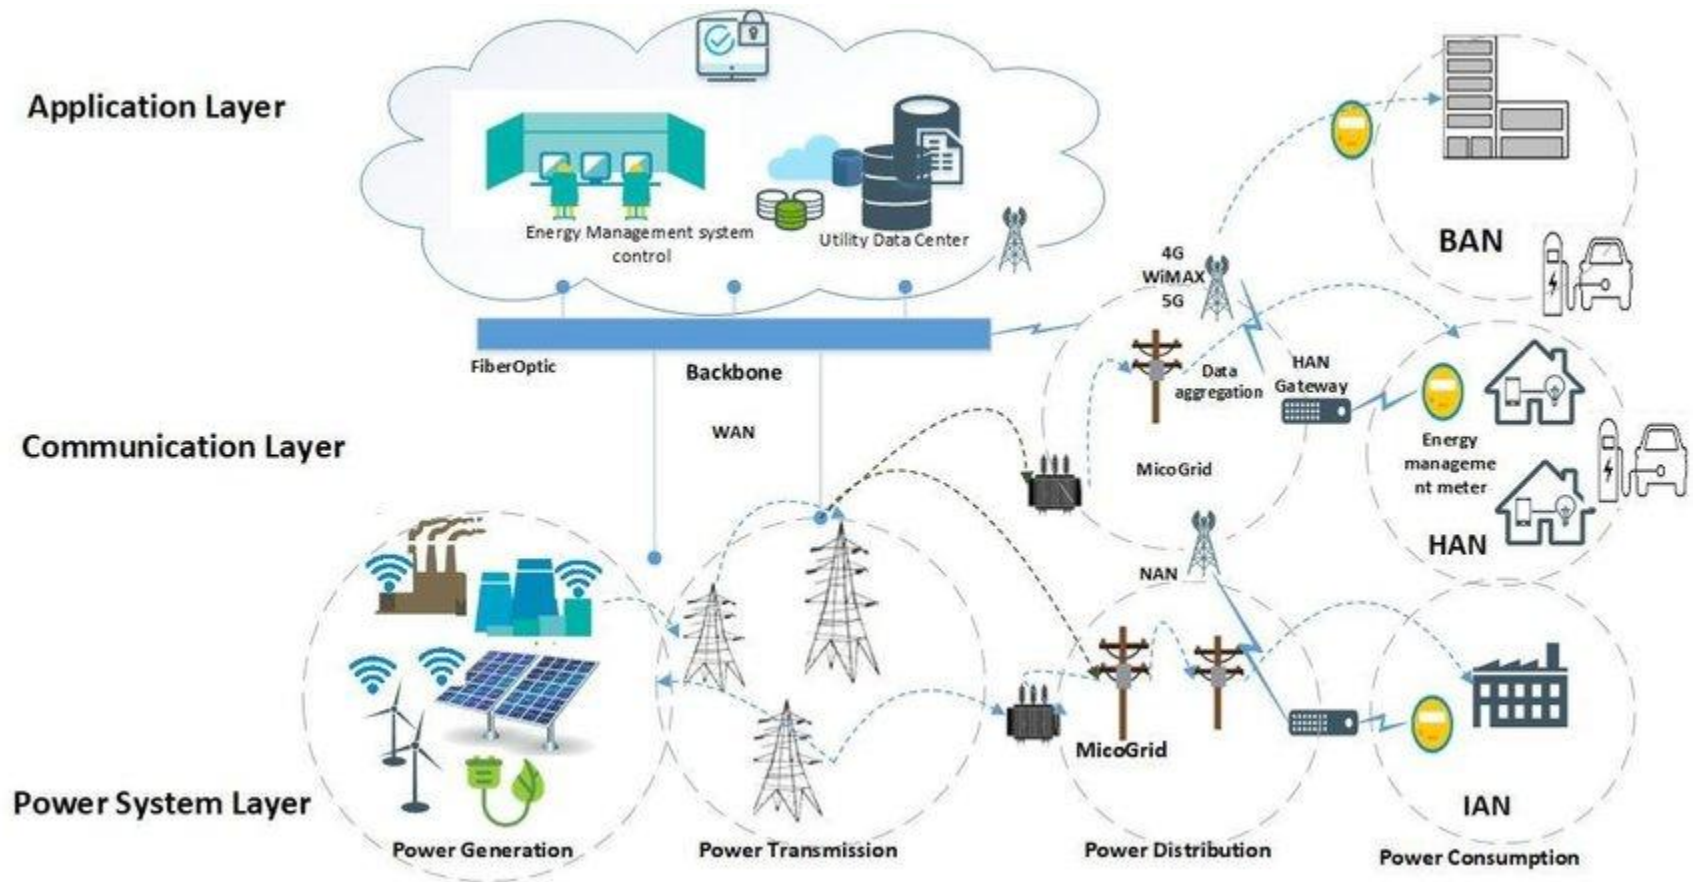 Application Layer
Energy Management system
control
Utility Data Center
4G
WiMAX
5G
BAN
FiberOptic
Backbone
WAN
Data
aggregation
HAN
Gateway
Communication Layer
MicoGrid
Energy
manageme
nt meter
HAN
NAN
MicoGrid
Power System Layer
IAN
Power Generation
Power Transmission
Power Distribution
Power Consumption